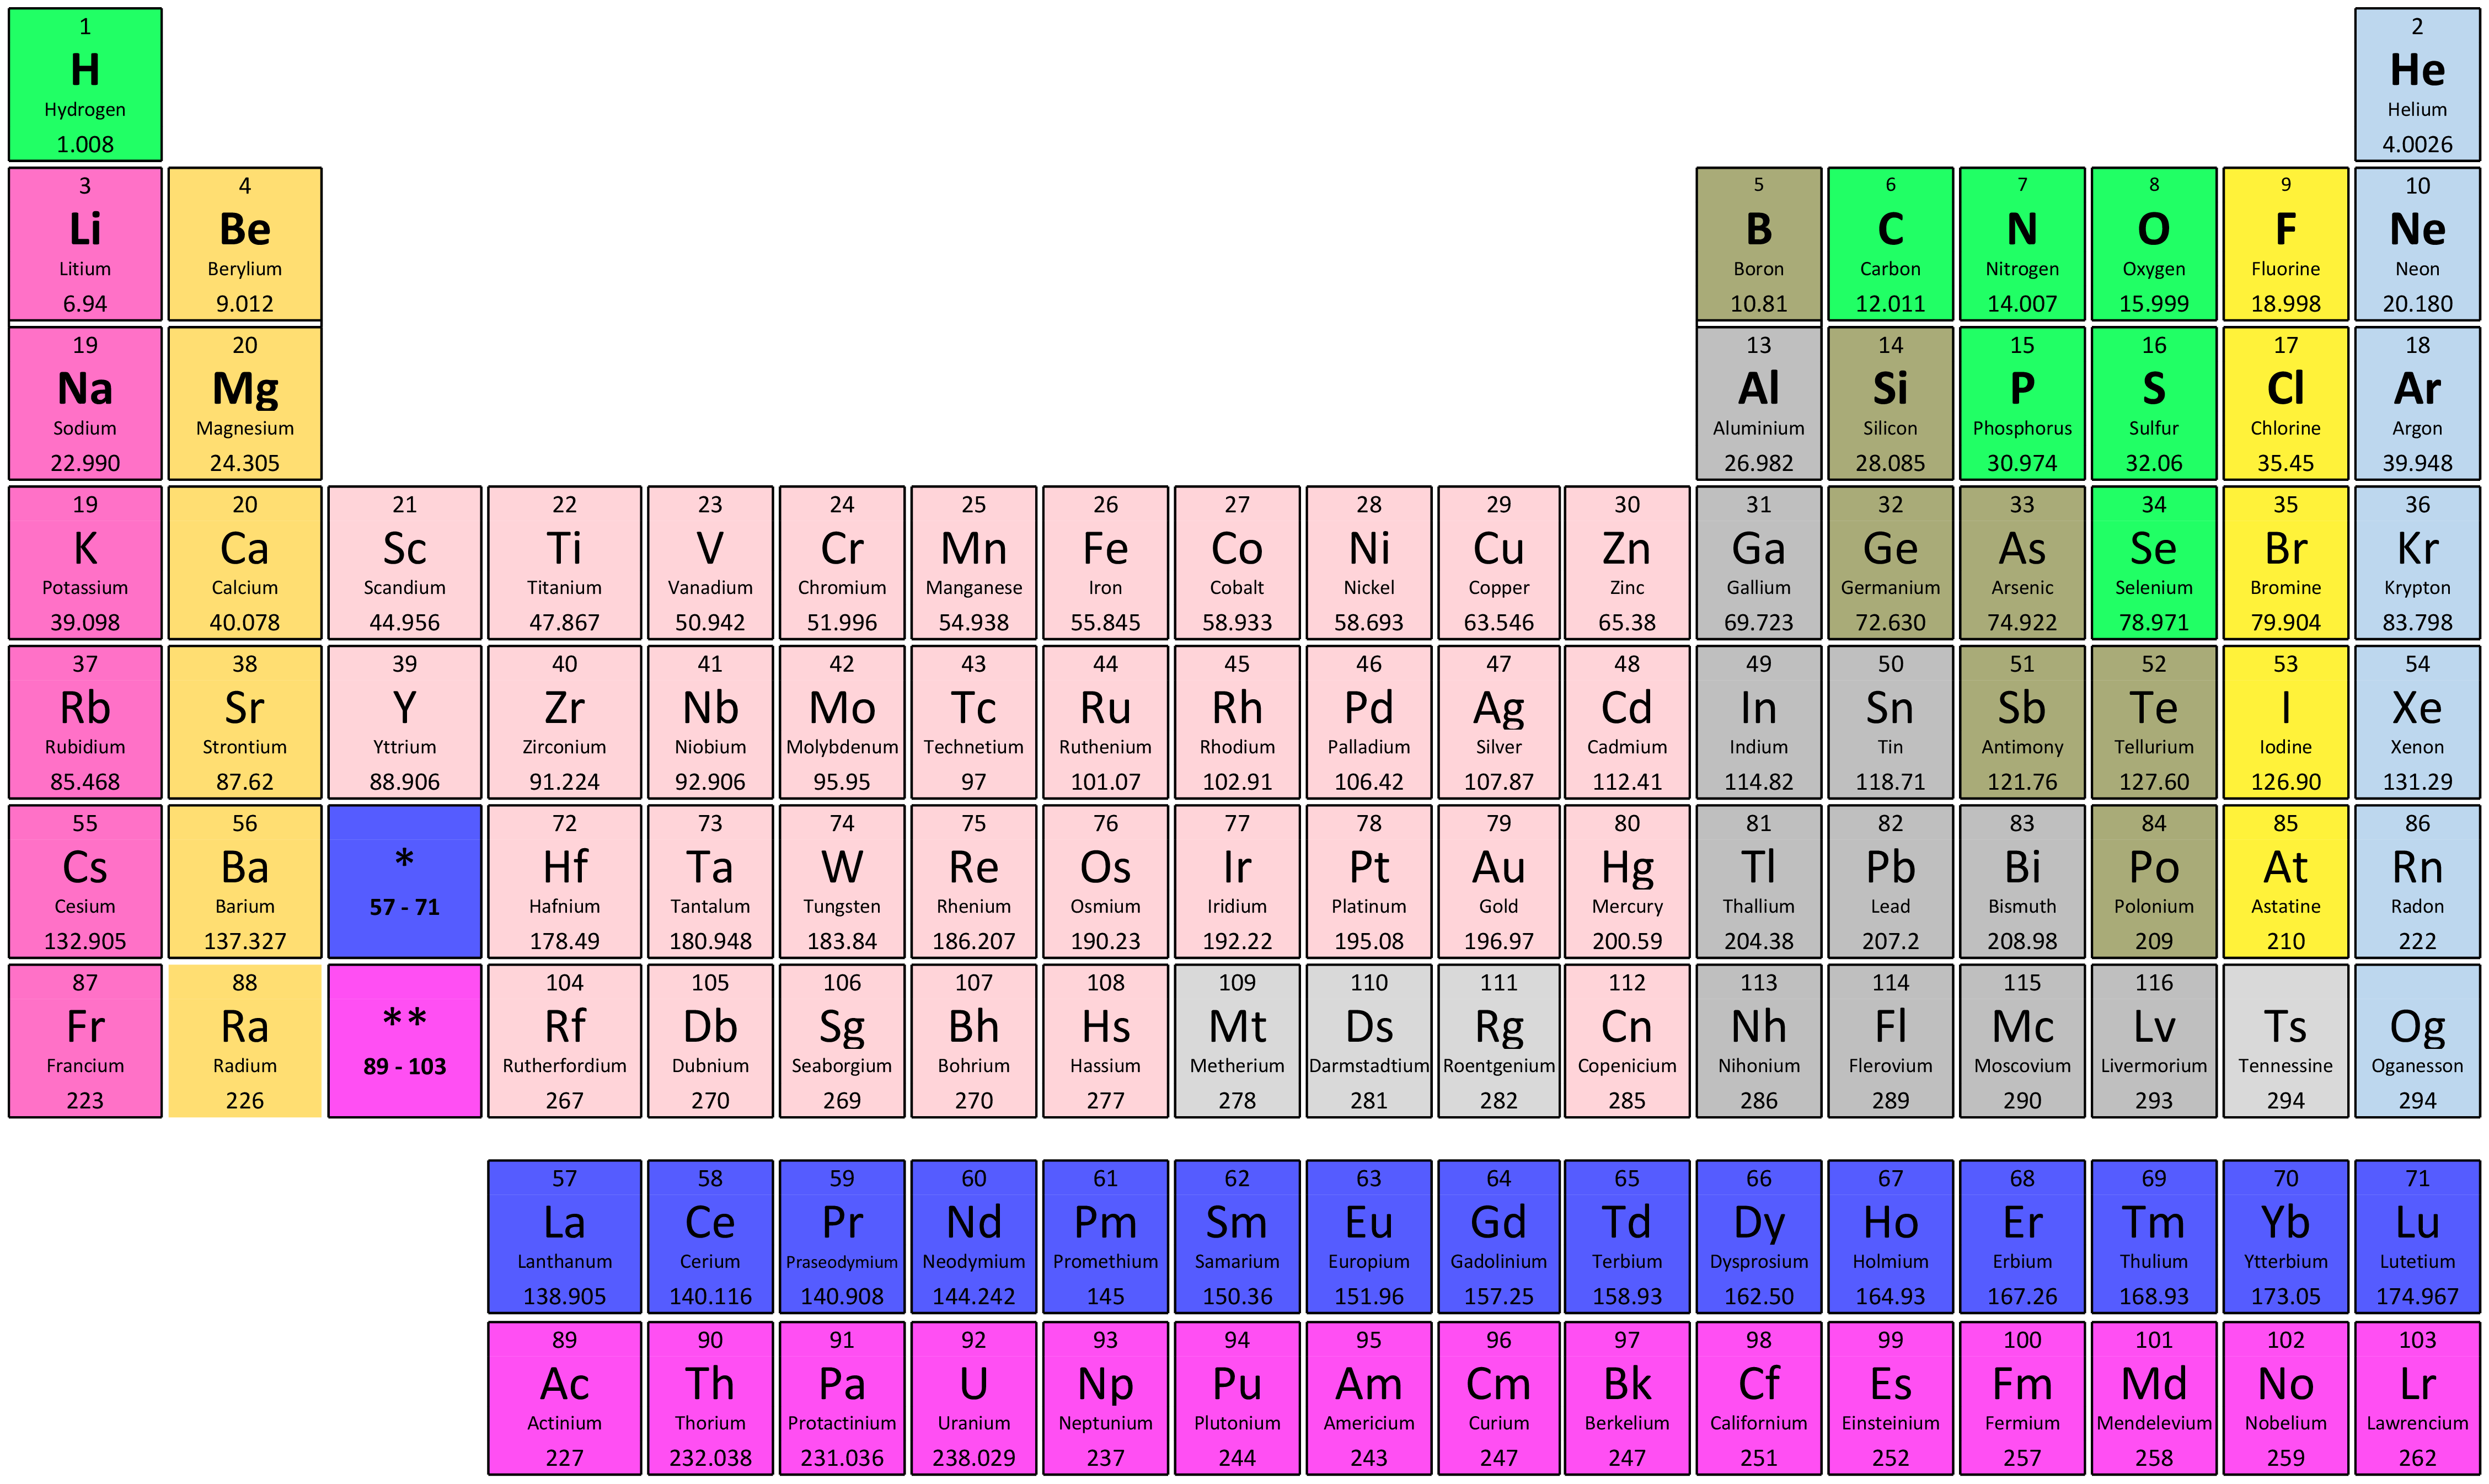 1 2
H He
Hydrogen Helium
1.008 4.0026
3 4 5 6 7 8 9 10
Li Be B C N O F Ne
Litium Berylium Boron Carbon Nitrogen Oxygen Fluorine Neon
6.94 9.012 10.81 12.011 14.007 15.999 18.998 20.180
19 20 13 14 15 16 17 18
Na Mg Al Si P S Cl Ar
Sodium Magnesium Aluminium Silicon Phosphorus Sulfur Chlorine Argon
22.990 24.305 26.982 28.085 30.974 32.06 35.45 39.948
19 20 21 22 23 24 25 26 27 28 29 30 31 32 33 34 35 36
K Ca Sc Ti V Cr Mn Fe Co Ni Cu Zn Ga Ge As Se Br Kr
Potassium Calcium Scandium Titanium Vanadium Chromium Manganese Iron Cobalt Nickel Copper Zinc Gallium Germanium Arsenic Selenium Bromine Krypton
39.098 40.078 44.956 47.867 50.942 51.996 54.938 55.845 58.933 58.693 63.546 65.38 69.723 72.630 74.922 78.971 79.904 83.798
37 38 39 40 41 42 43 44 45 46 47 48 49 50 51 52 53 54
Rb Sr Y Zr Nb Mo Tc Ru Rh Pd Ag Cd In Sn Sb Te I Xe
Rubidium Strontium Yttrium Zirconium Niobium Molybdenum Technetium Ruthenium Rhodium Palladium Silver Cadmium Indium Tin Antimony Tellurium Iodine Xenon
85.468 87.62 88.906 91.224 92.906 95.95 97 101.07 102.91 106.42 107.87 112.41 114.82 118.71 121.76 127.60 126.90 131.29
55 56 72 73 74 75 76 77 78 79 80 81 82 83 84 85 86
Cs Ba * Hf Ta W Re Os Ir Pt Au Hg Tl Pb Bi Po At Rn
Cesium Barium 57 - 71 Hafnium Tantalum Tungsten Rhenium Osmium Iridium Platinum Gold Mercury Thallium Lead Bismuth Polonium Astatine Radon
132.905 137.327 178.49 180.948 183.84 186.207 190.23 192.22 195.08 196.97 200.59 204.38 207.2 208.98 209 210 222
87 88 104 105 106 107 108 109 110 111 112 113 114 115 116
Fr Ra ** Rf Db Sg Bh Hs Mt Ds Rg Cn Nh Fl Mc Lv Ts Og
Francium Radium 89 - 103 Rutherfordium Dubnium Seaborgium Bohrium Hassium Metherium Darmstadtium Roentgenium Copenicium Nihonium Flerovium Moscovium Livermorium Tennessine Oganesson
223 226 267 270 269 270 277 278 281 282 285 286 289 290 293 294 294
57 58 59 60 61 62 63 64 65 66 67 68 69 70 71
La Ce Pr Nd Pm Sm Eu Gd Td Dy Ho Er Tm Yb Lu
Lanthanum Cerium Praseodymium Neodymium Promethium Samarium Europium Gadolinium Terbium Dysprosium Holmium Erbium Thulium Ytterbium Lutetium
138.905 140.116 140.908 144.242 145 150.36 151.96 157.25 158.93 162.50 164.93 167.26 168.93 173.05 174.967
89 90 91 92 93 94 95 96 97 98 99 100 101 102 103
Ac Th Pa U Np Pu Am Cm Bk Cf Es Fm Md No Lr
Actinium Thorium Protactinium Uranium Neptunium Plutonium Americium Curium Berkelium Californium Einsteinium Fermium Mendelevium Nobelium Lawrencium
227 232.038 231.036 238.029 237 244 243 247 247 251 252 257 258 259 262